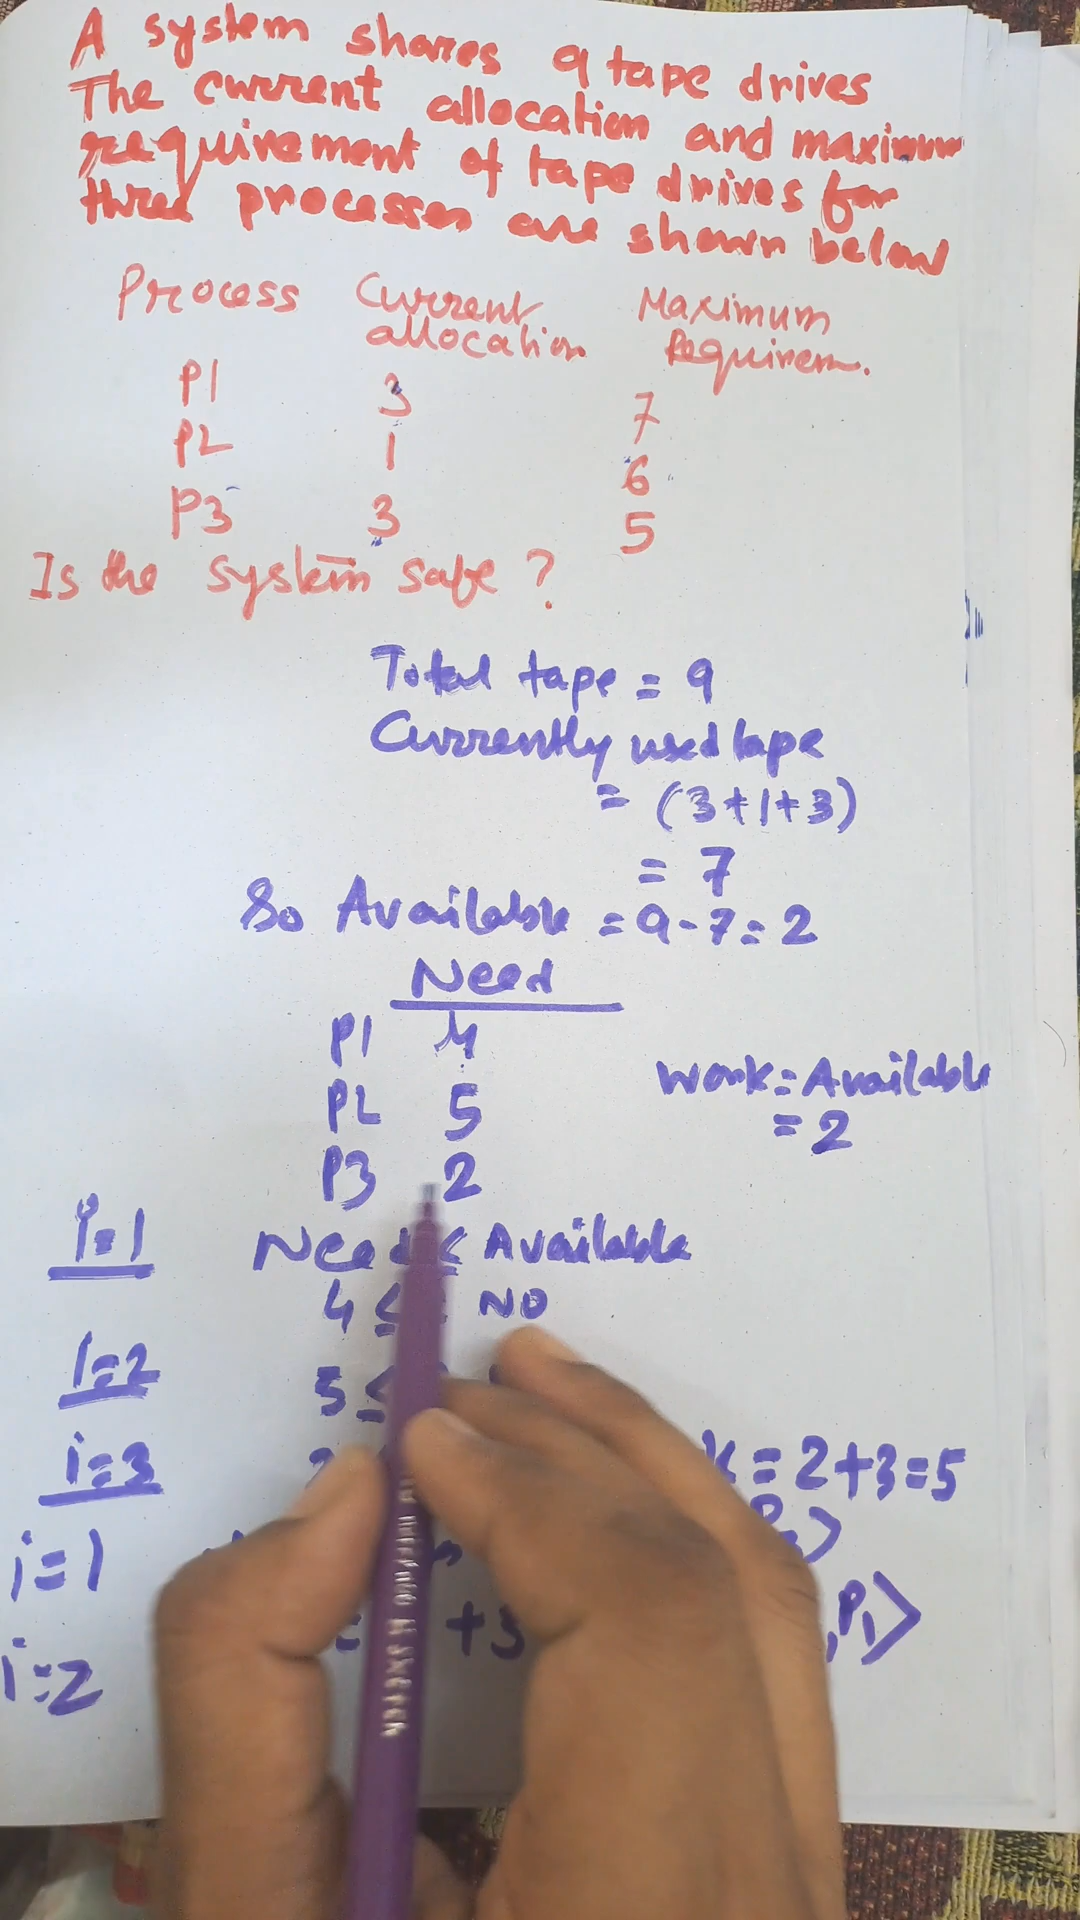 A system shares 9 tape drives
The current allocation and maximum
requirement of tape drives for
three processes are shown below
Process Current allocation Maximum Requirem.
P1 3 7
P2 1 6
P3 3 5
Is the system safe ?
Total tape = 9
Currently used tape
= (3+1+3)
= 7
So Available = 9-7=2
Need
P1 4
P2 5
P3 2
Work = Available
= 2
i=1 Need ≤ Available
4 ≤ NO
i=2 5 ≤
i=3 = 2+3=5
i=1
+3 ,P1>
i=2